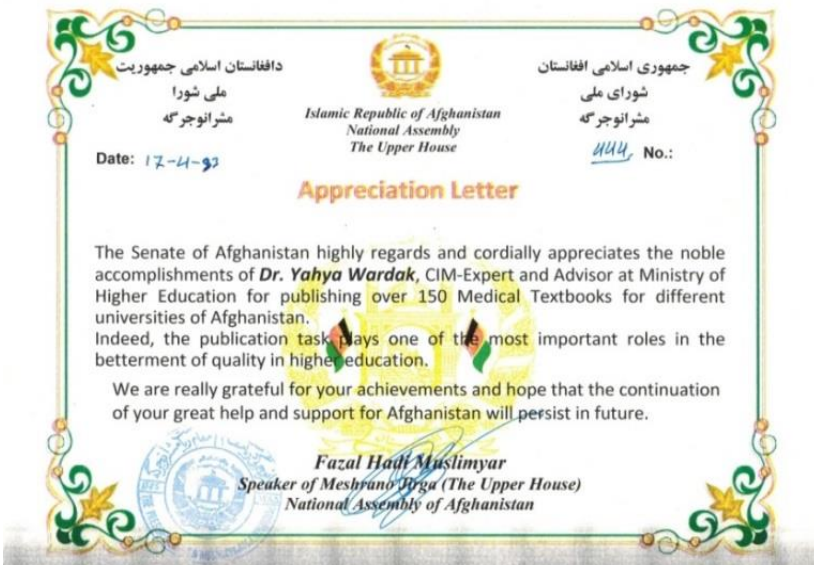 دافغانستان اسلامی جمهوریت
ملی شورا
مشرانوجرگه
جمهوری اسلامی افغانستان
شورای ملی
مشرانوجرگه
Islamic Republic of Afghanistan
National Assembly
The Upper House
Date: 17-4-93
444, No.:
Appreciation Letter
The Senate of Afghanistan highly regards and cordially appreciates the noble
accomplishments of Dr. Yahya Wardak, CIM-Expert and Advisor at Ministry of
Higher Education for publishing over 150 Medical Textbooks for different
universities of Afghanistan.
Indeed, the publication task plays one of the most important roles in the
betterment of quality in higher education.
We are really grateful for your achievements and hope that the continuation
of your great help and support for Afghanistan will persist in future.
Fazal Hadi Muslimyar
Speaker of Meshrano Jirga (The Upper House)
National Assembly of Afghanistan